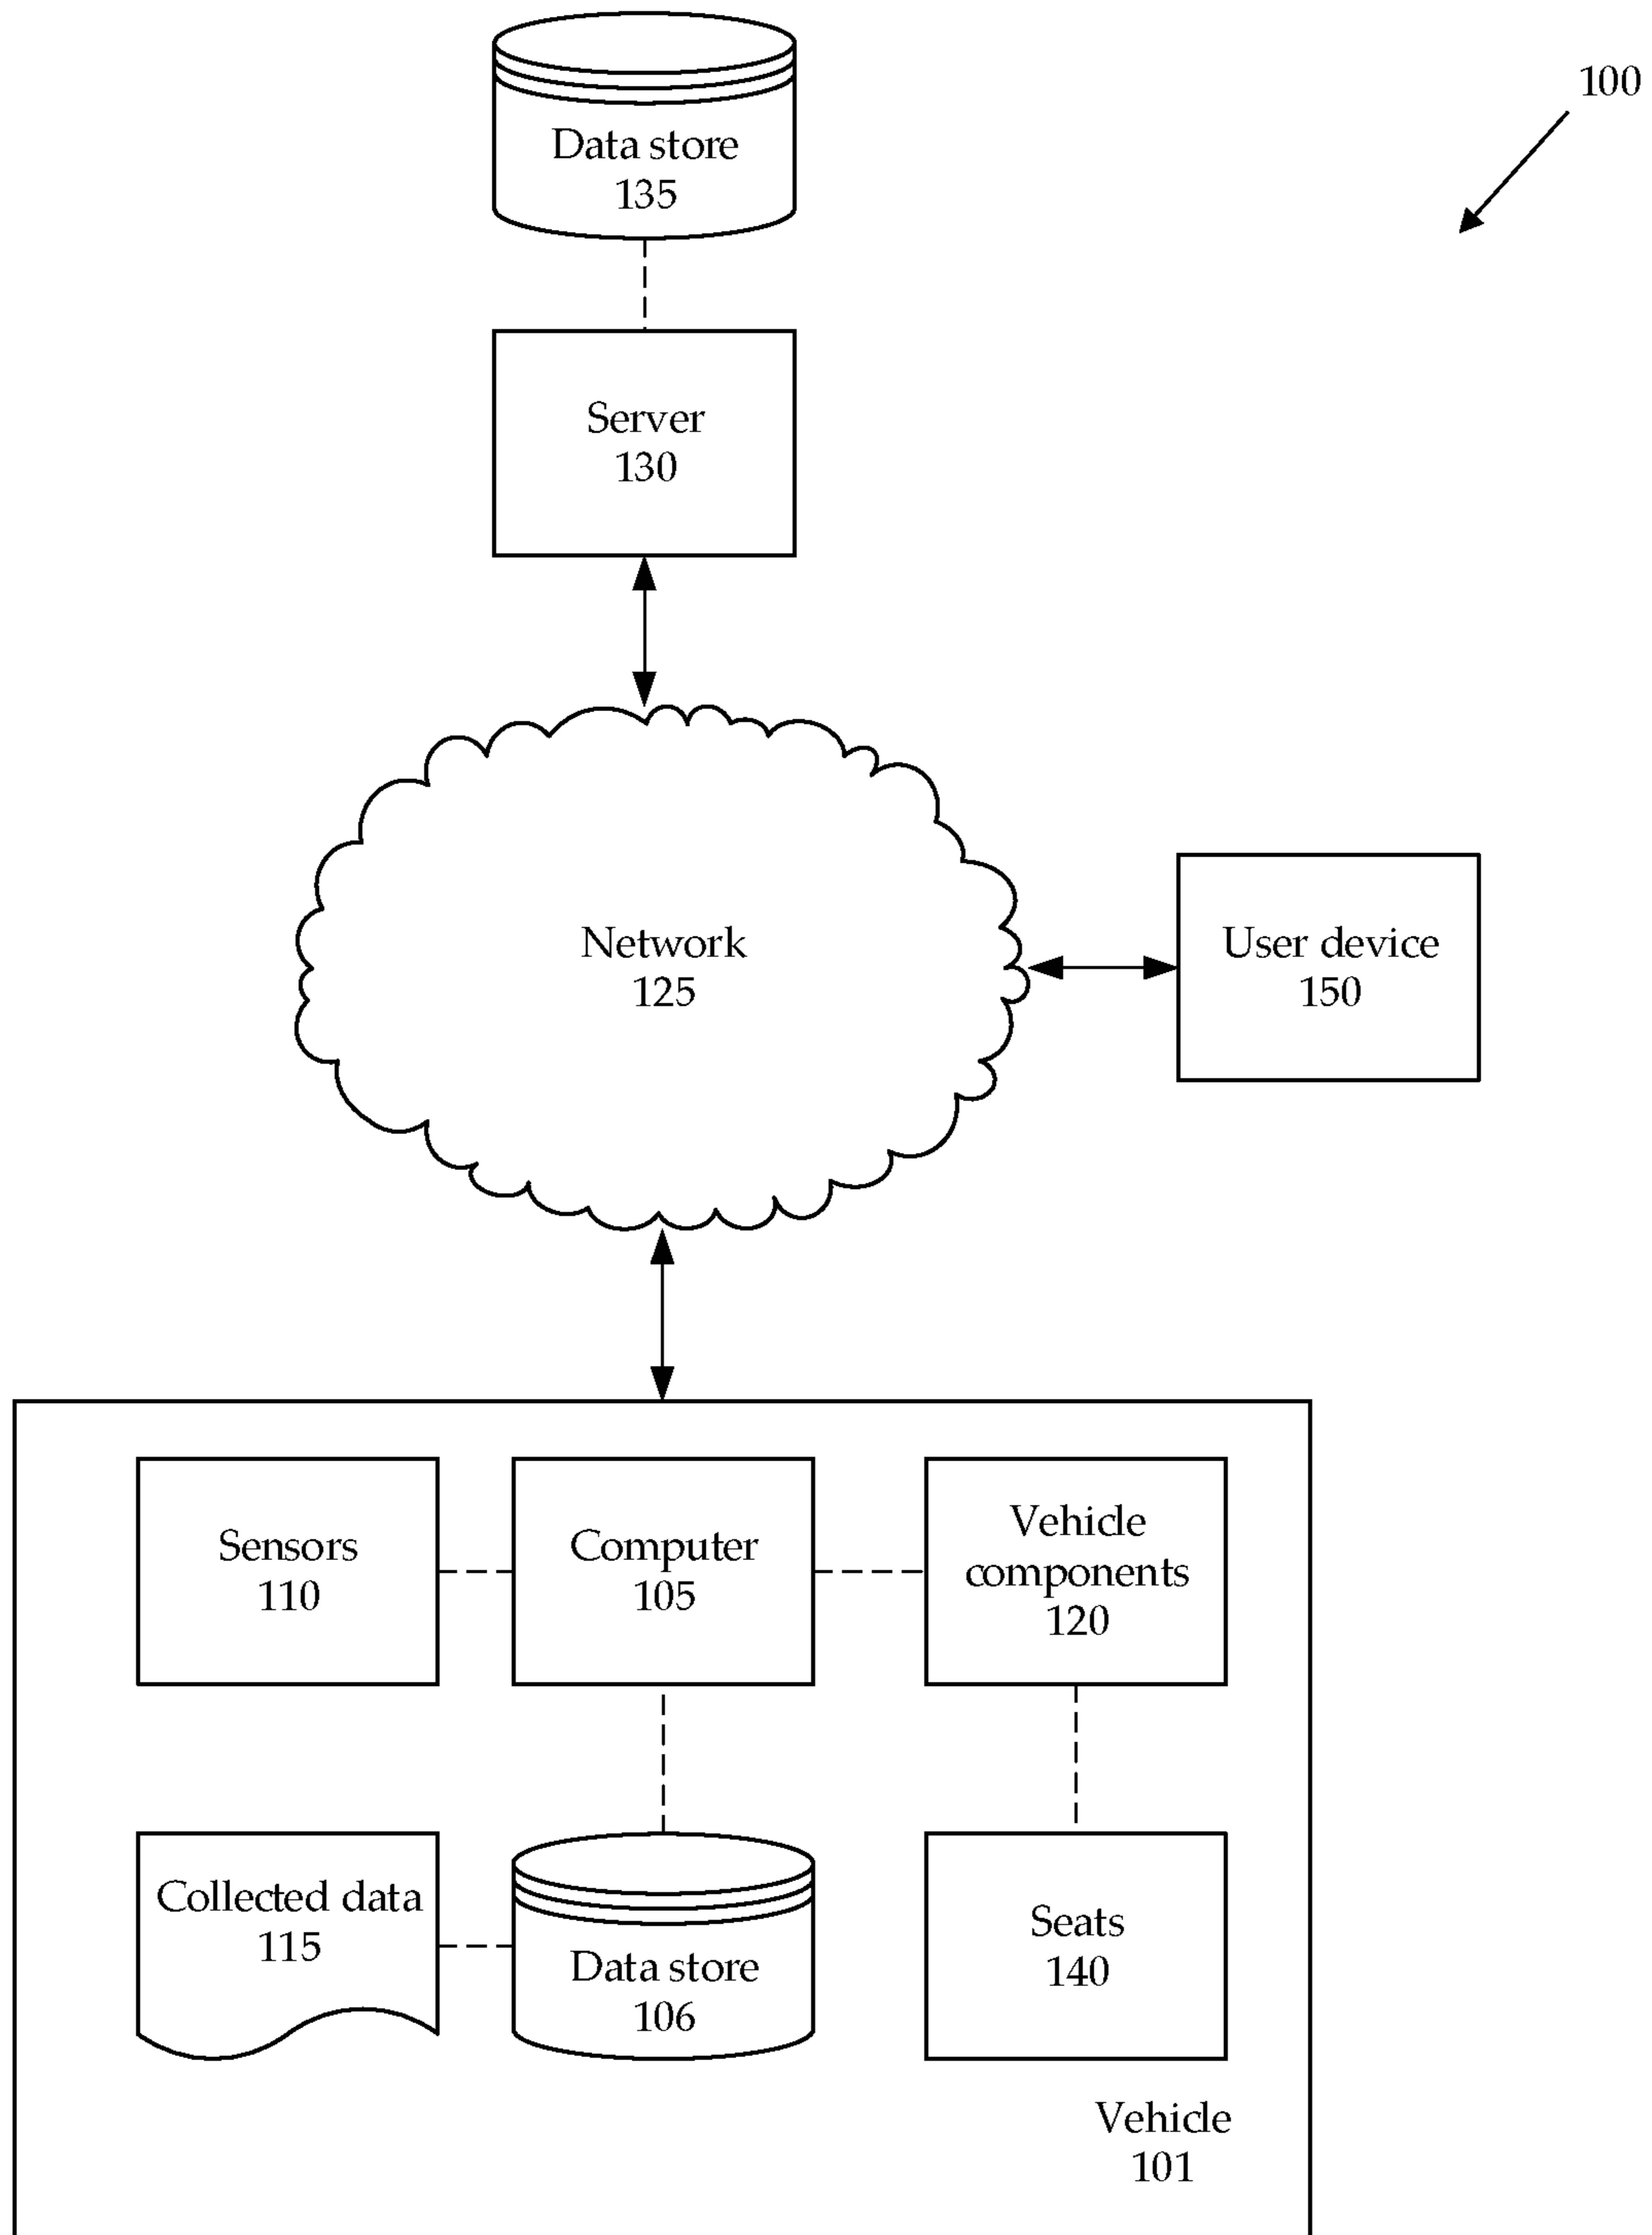 100
Data store
135
Server
130
Network
125
User device
150
Sensors
110
Computer
105
Vehicle
components
120
Collected data
115
Data store
106
Seats
140
Vehicle
101